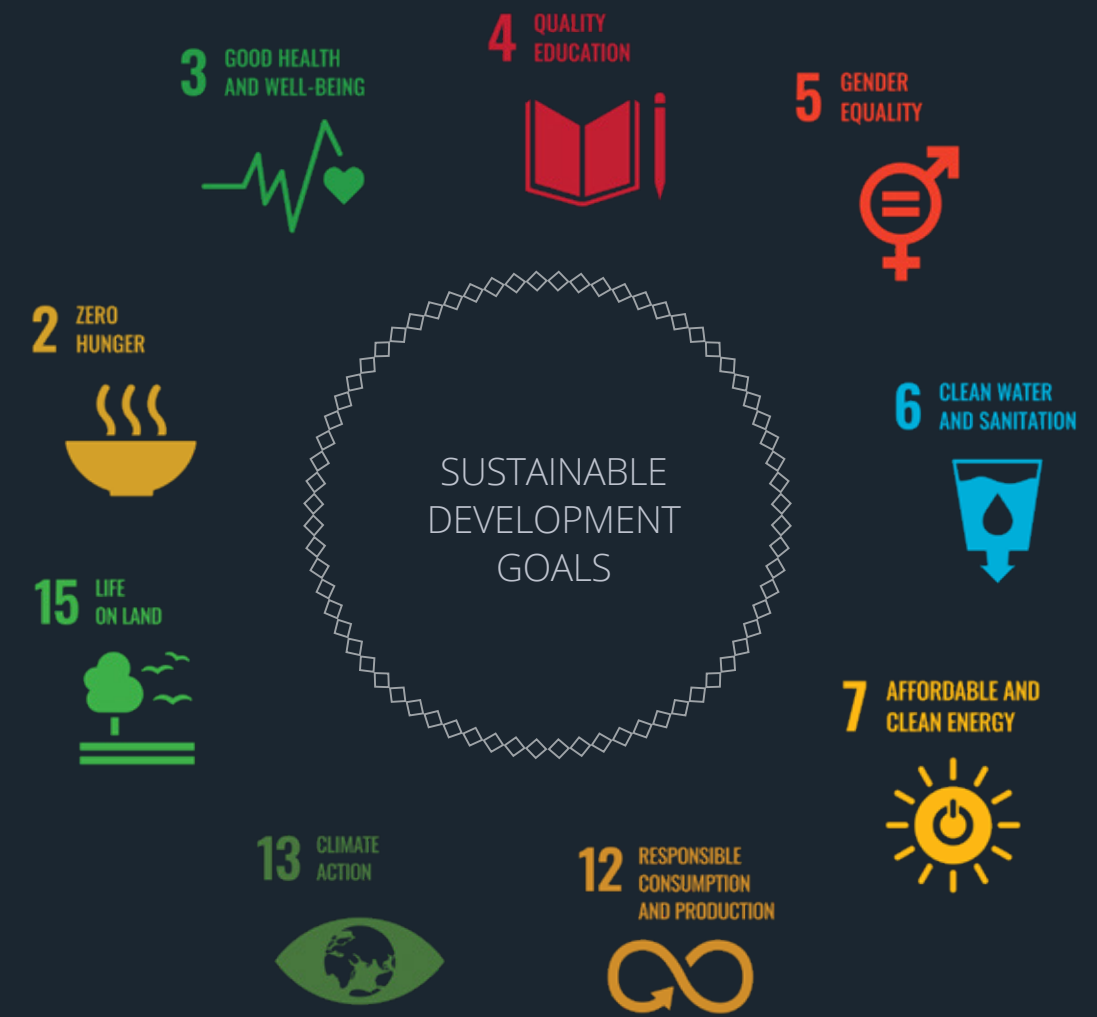 4 QUALITY
EDUCATION
3 GOOD HEALTH
AND WELL-BEING
5 GENDER
EQUALITY
2 ZERO
HUNGER
6 CLEAN WATER
AND SANITATION
SUSTAINABLE
DEVELOPMENT
GOALS
15 LIFE
ON LAND
7 AFFORDABLE AND
CLEAN ENERGY
13 CLIMATE
ACTION
12 RESPONSIBLE
CONSUMPTION
AND PRODUCTION